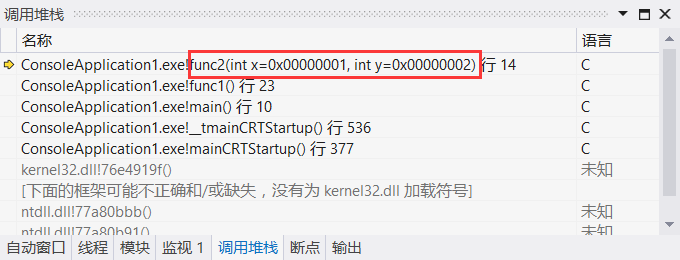 调用堆栈
名称 语言
ConsoleApplication1.exe!func2(int x=0x00000001, int y=0x00000002) 行 14 C
ConsoleApplication1.exe!func1() 行 23 C
ConsoleApplication1.exe!main() 行 10 C
ConsoleApplication1.exe!__tmainCRTStartup() 行 536 C
ConsoleApplication1.exe!mainCRTStartup() 行 377 C
kernel32.dll!76e4919f() 未知
[下面的框架可能不正确和/或缺失，没有为 kernel32.dll 加载符号]
ntdll.dll!77a80bbb() 未知
ntdll.dll!77a80b91() 未知
自动窗口 线程 模块 监视 1 调用堆栈 断点 输出